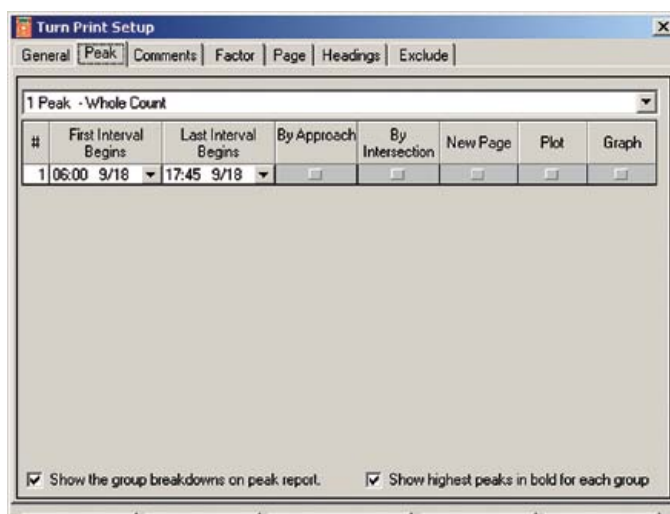 Turn Print Setup
General Peak Comments Factor Page Headings Exclude
1 Peak - Whole Count
# First Interval Begins Last Interval Begins By Approach By Intersection New Page Plot Graph
1 06:00 9/18 17:45 9/18
Show the group breakdowns on peak report. Show highest peaks in bold for each group